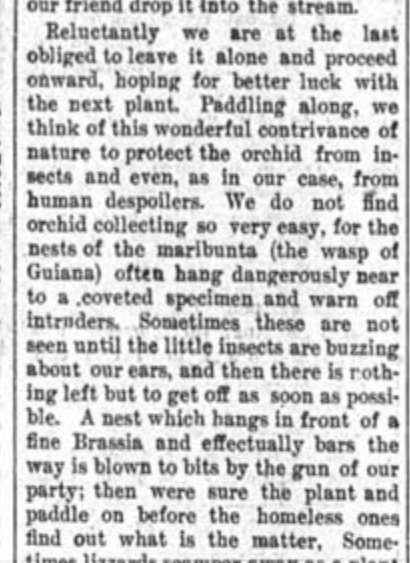 our friend drop it into the stream.
Reluctantly we are at the last
obliged to leave it alone and proceed
onward, hoping for better luck with
the next plant. Paddling along, we
think of this wonderful contrivance of
nature to protect the orchid from in-
sects and even, as in our case, from
human despoilers. We do not find
orchid collecting so very easy, for the
nests of the maribunta (the wasp of
Guiana) often hang dangerously near
to a .coveted specimen and warn off
intruders. Sometimes these are not
seen until the little insects are buzzing
about our ears, and then there is roth-
ing left but to get off as soon as possi-
ble. A nest which hangs in front of a
fine Brassia and effectually bars the
way is blown to bits by the gun of our
party; then were sure the plant and
paddle on before the homeless ones
find out what is the matter, Some-
times lizzards scamper away as a plant